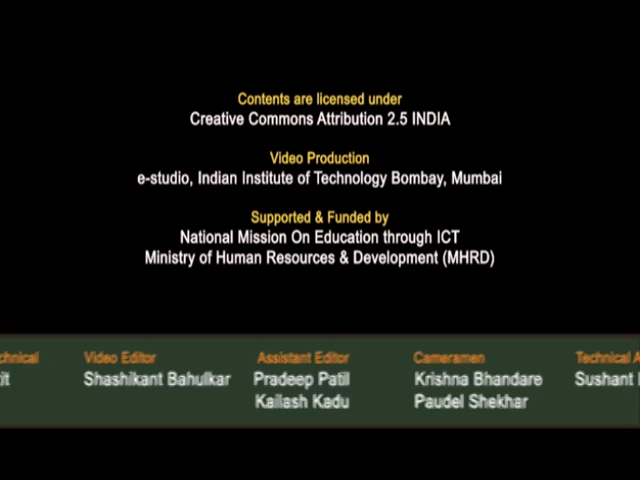 Contents are licensed under
Creative Commons Attribution 2.5 INDIA
Video Production
e-studio, Indian Institute of Technology Bombay, Mumbai
Supported & Funded by
National Mission On Education through ICT
Ministry of Human Resources & Development (MHRD)
Video Editor Assistant Editor Cameramen Technical
Shashikant Bahulkar Pradeep Patil Krishna Bhandare Sushant
Kailash Kadu Paudel Shekhar